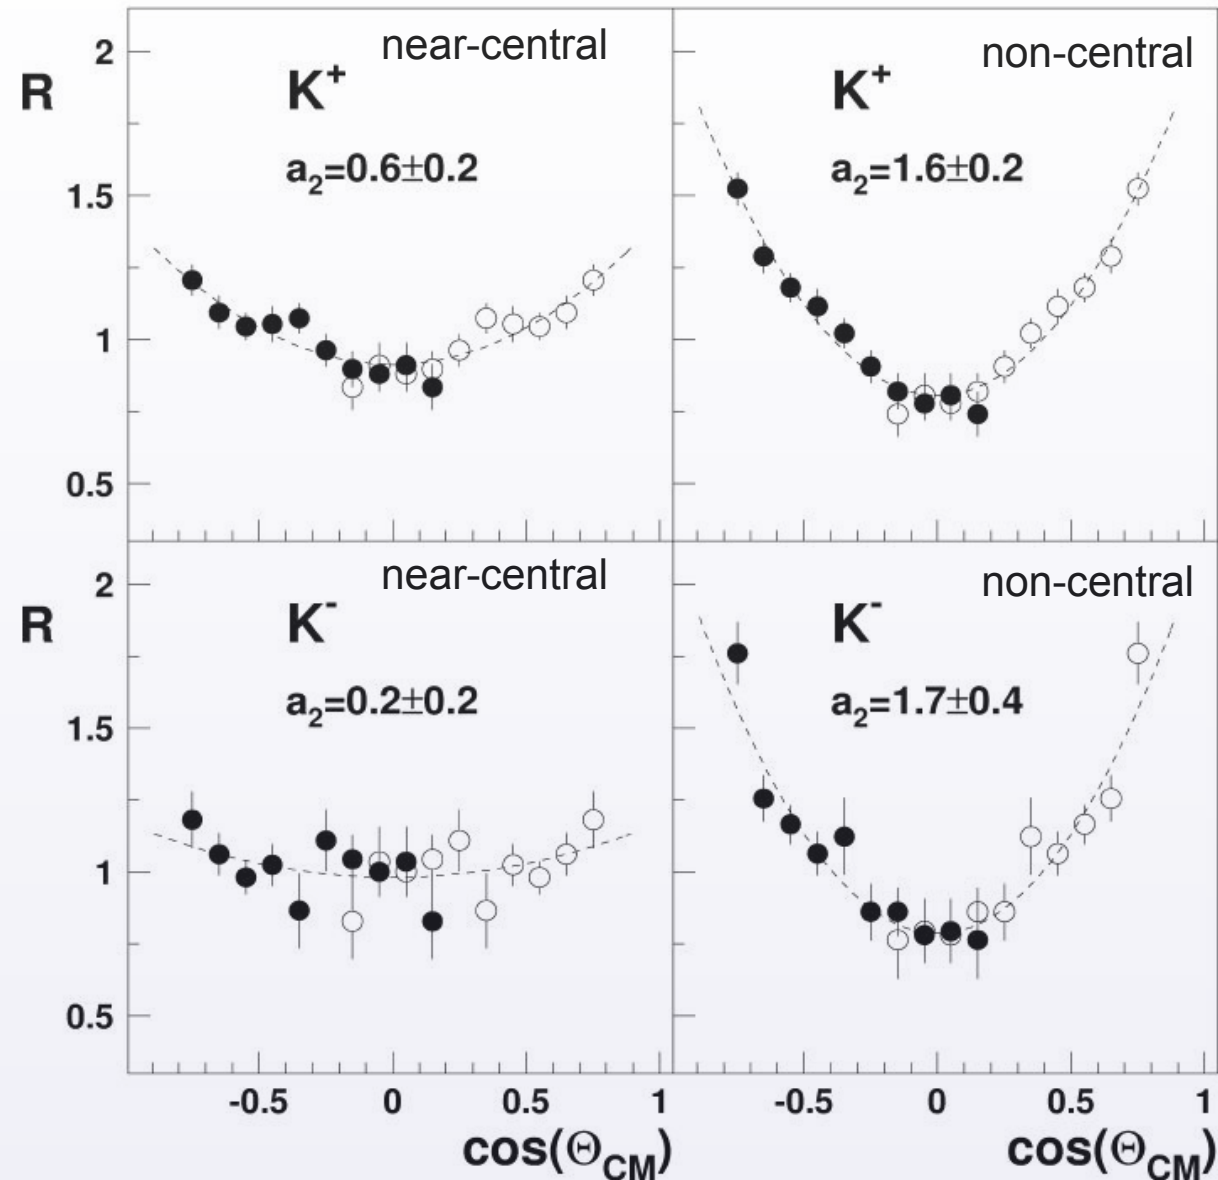 near-central
non-central
2
R
K⁺
K⁺
a₂=0.6±0.2
a₂=1.6±0.2
1.5
1
0.5
near-central
non-central
2
R
K⁻
K⁻
a₂=0.2±0.2
a₂=1.7±0.4
1.5
1
0.5
-0.5 0 0.5 1 -0.5 0 0.5 1
cos(Θ_CM) cos(Θ_CM)